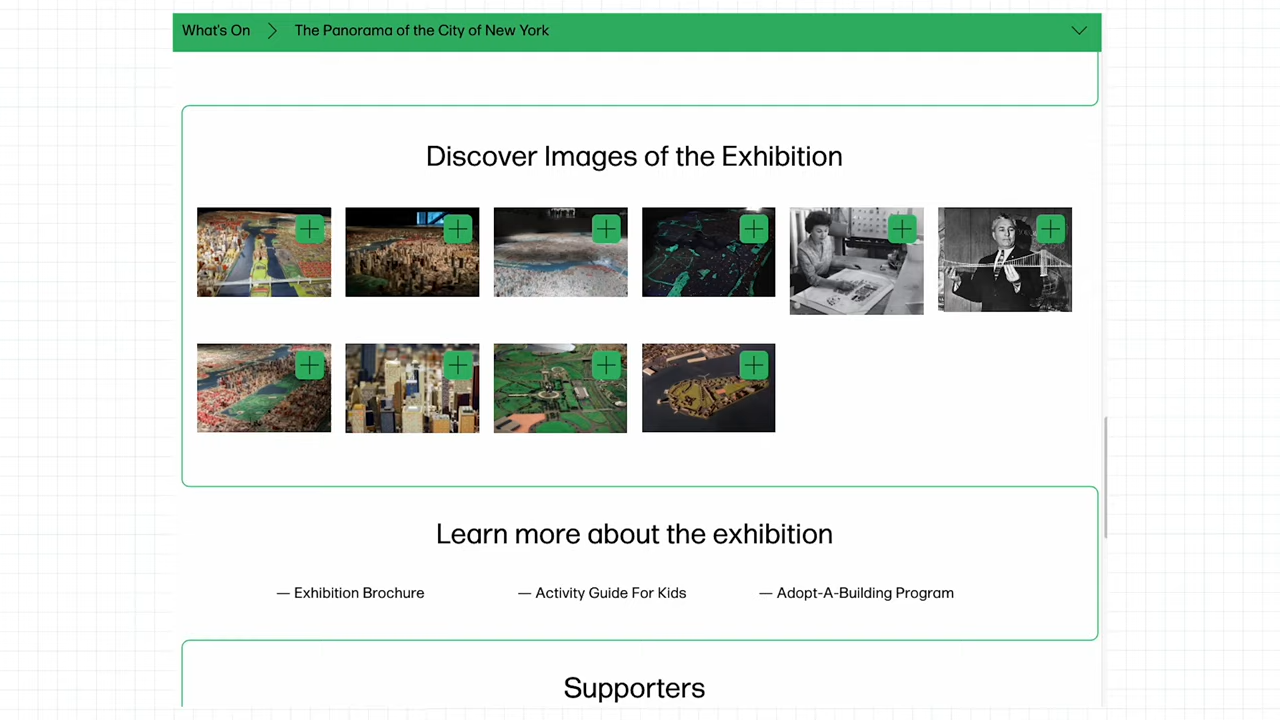 What's On > The Panorama of the City of New York
Discover Images of the Exhibition
Learn more about the exhibition
— Exhibition Brochure — Activity Guide For Kids — Adopt-A-Building Program
Supporters